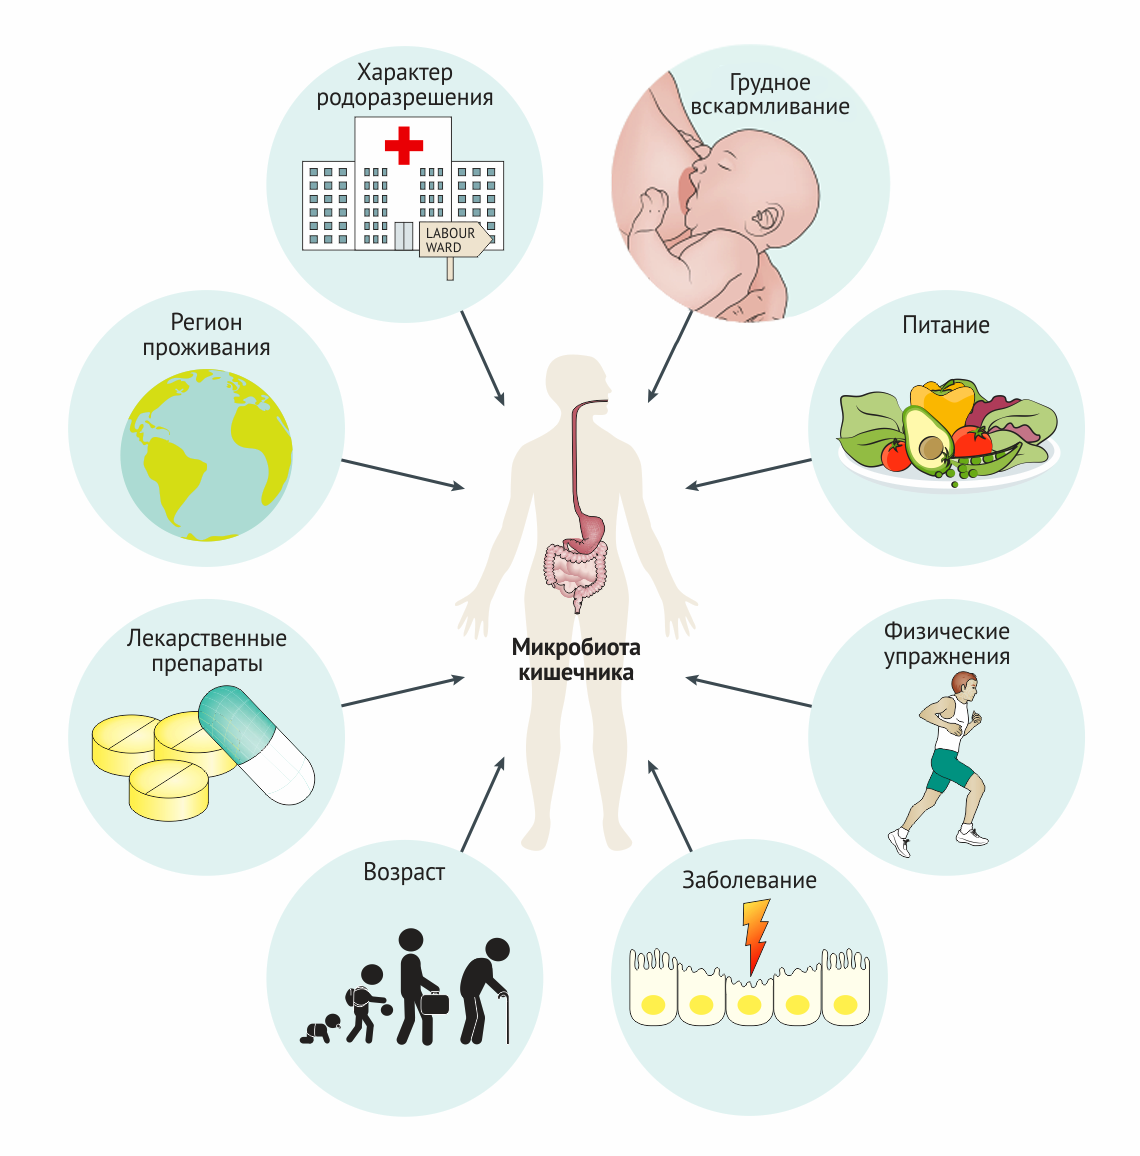 Характер
родоразрешения
LABOUR
WARD
Грудное
вскармливание
Регион
проживания
Питание
Микробиота
кишечника
Лекарственные
препараты
Физические
упражнения
Возраст
Заболевание